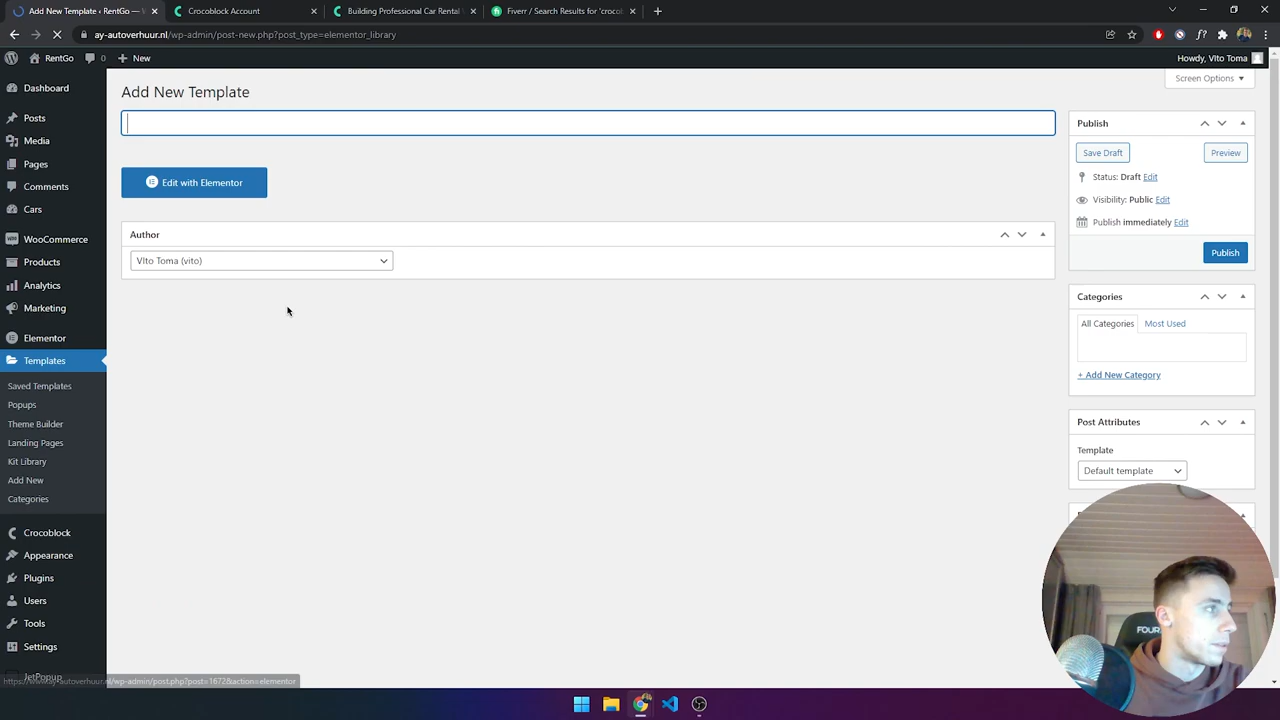 Add New Template ‹ RentGo — W
Crocoblock Account
Building Professional Car Rental
Fiverr / Search Results for 'croco
ay-autoverhuur.nl/wp-admin/post-new.php?post_type=elementor_library
RentGo
0
New
Howdy, VIto Toma
Screen Options
Dashboard
Posts
Media
Pages
Comments
Cars
WooCommerce
Products
Analytics
Marketing
Elementor
Templates
Saved Templates
Popups
Theme Builder
Landing Pages
Kit Library
Add New
Categories
Crocoblock
Appearance
Plugins
Users
Tools
Settings
JetPopup
Add New Template
Edit with Elementor
Author
VIto Toma (vito)
Publish
Save Draft
Preview
Status: Draft Edit
Visibility: Public Edit
Publish immediately Edit
Publish
Categories
All Categories
Most Used
+ Add New Category
Post Attributes
Template
Default template
FOUR